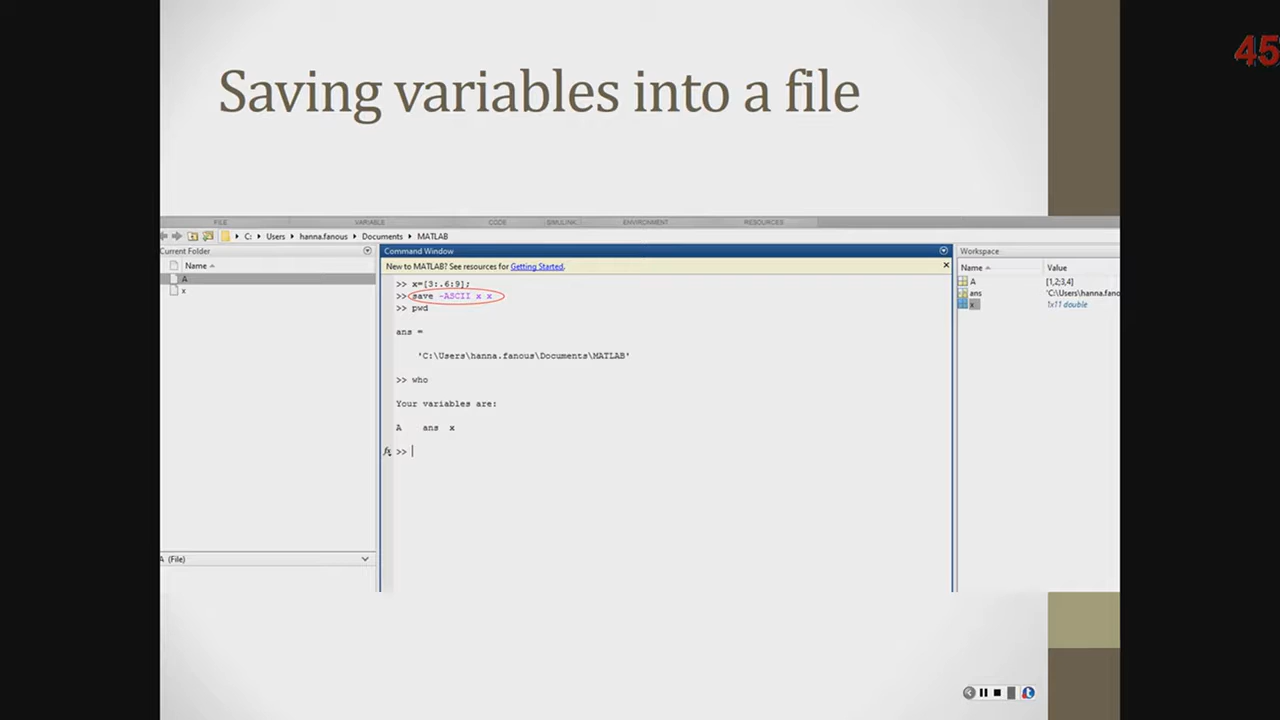 45
Saving variables into a file
FILE VARIABLE CODE SIMULINK ENVIRONMENT RESOURCES
C: Users hanna.fanous Documents MATLAB
Current Folder
Name
A
x
A (File)
Command Window
New to MATLAB? See resources for Getting Started.
>> x=[3:.6:9];
>> save -ASCII x x
>> pwd
ans =
'C:\Users\hanna.fanous\Documents\MATLAB'
>> who
Your variables are:
A ans x
fx >>
Workspace
Name Value
A [1,2;3,4]
ans 'C:\Users\hanna.fano
x 1x11 double